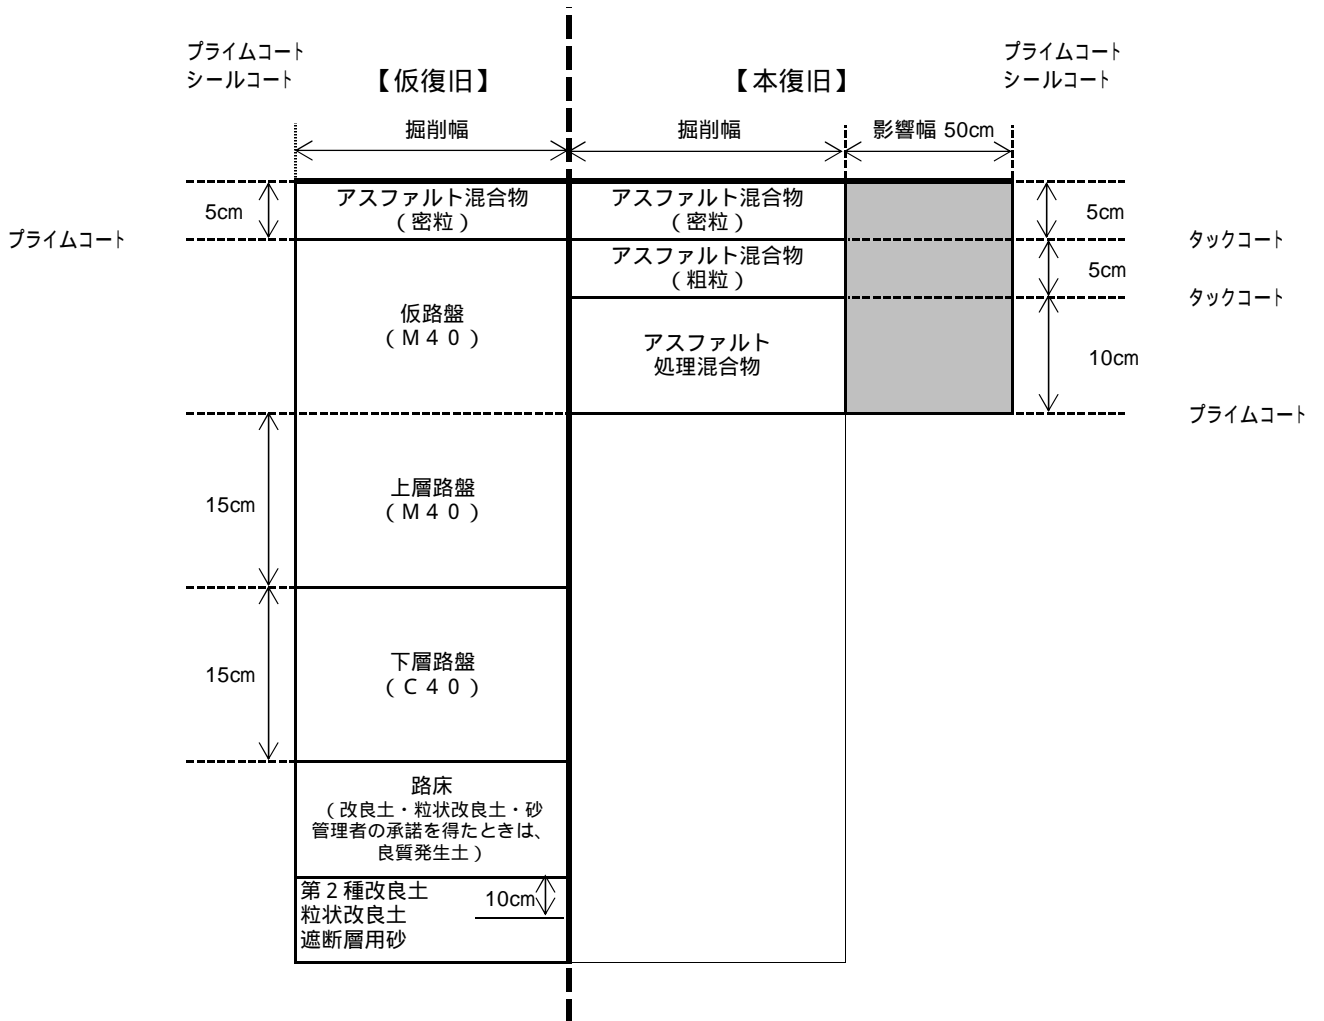 プライムコート
シールコート
【仮復旧】
【本復旧】
プライムコート
シールコート
掘削幅
掘削幅
影響幅 50cm
5cm
アスファルト混合物
（密粒）
アスファルト混合物
（密粒）
5cm
プライムコート
タックコート
アスファルト混合物
（粗粒）
5cm
タックコート
仮路盤
（Ｍ４０）
アスファルト
処理混合物
10cm
プライムコート
15cm
上層路盤
（Ｍ４０）
15cm
下層路盤
（Ｃ４０）
路床
（改良土・粒状改良土・砂
管理者の承諾を得たときは、
良質発生土）
第２種改良土
粒状改良土
遮断層用砂
10cm